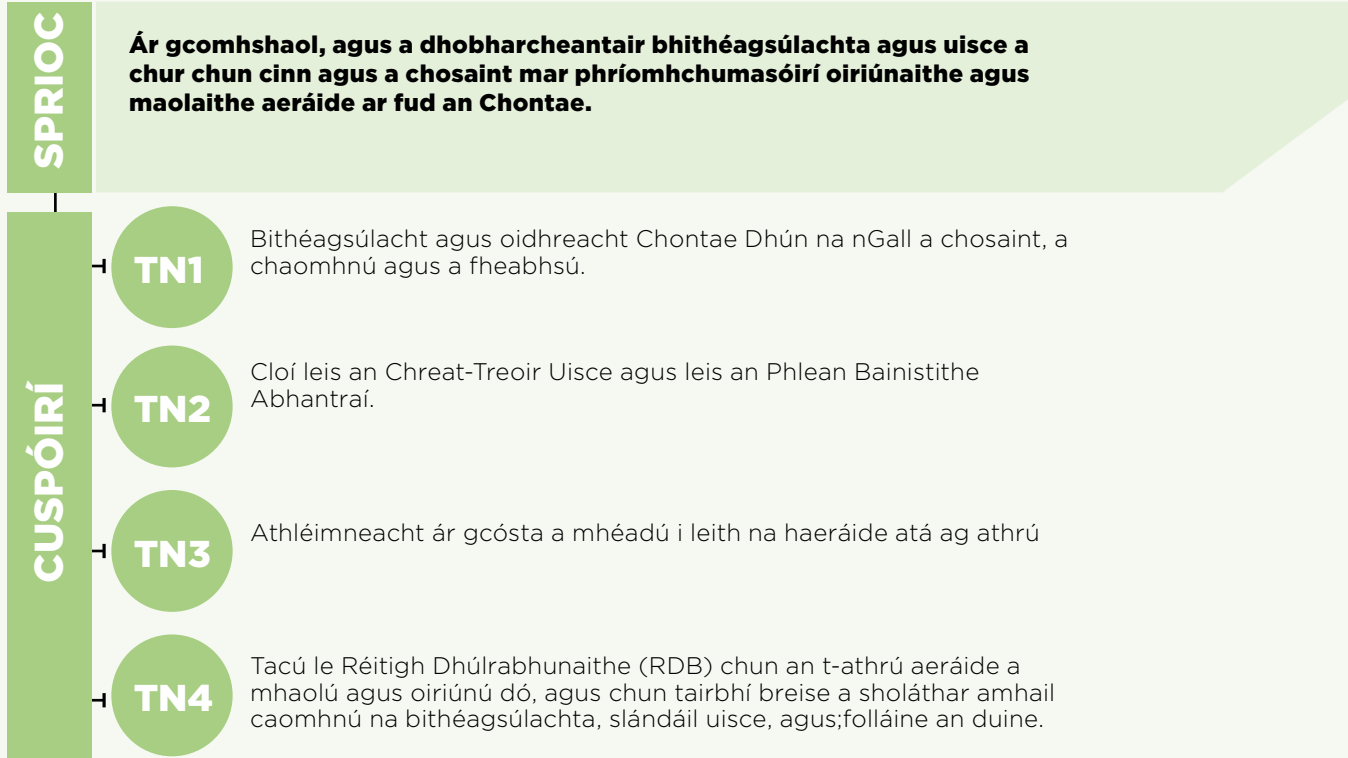 SPRIOC
Ár gcomhshaol, agus a dhobharcheantair bhithéagsúlachta agus uisce a
chur chun cinn agus a chosaint mar phríomhchumasóirí oiriúnaithe agus
maolaithe aeráide ar fud an Chontae.
CUSPÓIRÍ
TN1
Bithéagsúlacht agus oidhreacht Chontae Dhún na nGall a chosaint, a
chaomhnú agus a fheabhsú.
TN2
Cloí leis an Chreat-Treoir Uisce agus leis an Phlean Bainistithe
Abhantraí.
TN3
Athléimneacht ár gcósta a mhéadú i leith na haeráide atá ag athrú
TN4
Tacú le Réitigh Dhúlrabhunaithe (RDB) chun an t-athrú aeráide a
mhaolú agus oiriúnú dó, agus chun tairbhí breise a sholáthar amhail
caomhnú na bithéagsúlachta, slándáil uisce, agus;folláine an duine.